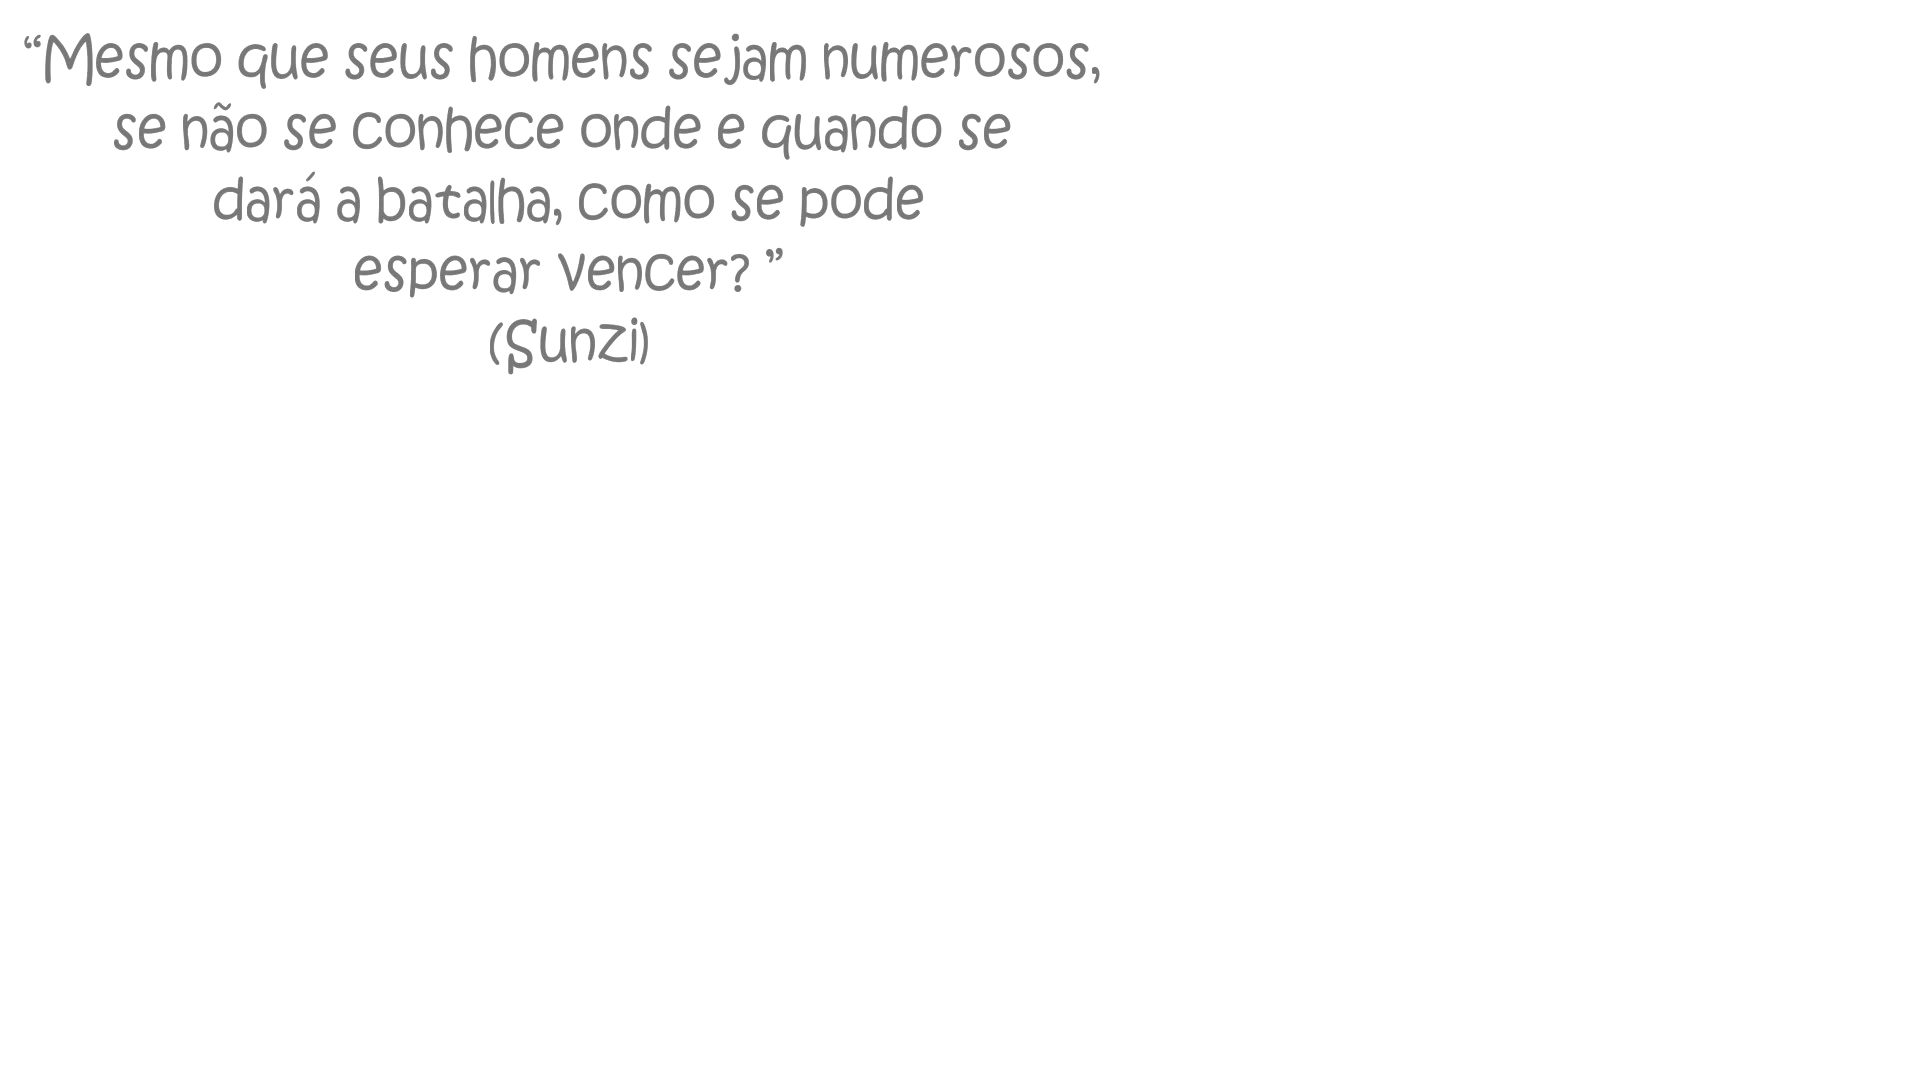 “Mesmo que seus homens sejam numerosos,
se não se conhece onde e quando se
dará a batalha, como se pode
esperar vencer? ”
(Sunzi)